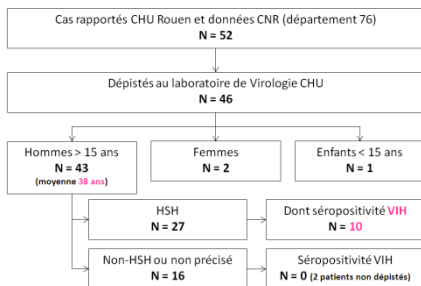 Cas rapportés CHU Rouen et données CNR (département 76)
N = 52
Dépistés au laboratoire de Virologie CHU
N = 46
Hommes > 15 ans
N = 43
(moyenne 38 ans)
Femmes
N = 2
Enfants < 15 ans
N = 1
HSH
N = 27
Dont séropositivité VIH
N = 10
Non-HSH ou non précisé
N = 16
Séropositivité VIH
N = 0 (2 patients non dépistés)